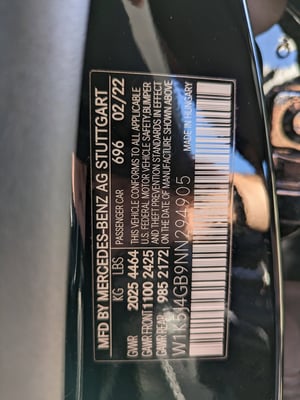 MFD BY MERCEDES-BENZ AG STUTTGART
PASSENGER CAR 696 02/22
KG LBS
GVWR 2025 4464
GAWR FRONT 1100 2425
GAWR REAR 985 2172
THIS VEHICLE CONFORMS TO ALL APPLICABLE
U.S. FEDERAL MOTOR VEHICLE SAFETY, BUMPER
AND THEFT PREVENTION STANDARDS IN EFFECT
ON THE DATE OF MANUFACTURE SHOWN ABOVE
MADE IN HUNGARY